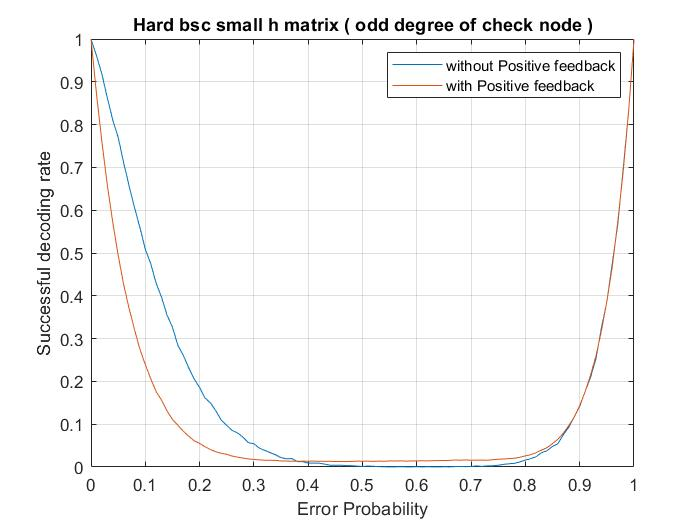 Hard bsc small h matrix ( odd degree of check node )
without Positive feedback
with Positive feedback
Successful decoding rate
1
0.9
0.8
0.7
0.6
0.5
0.4
0.3
0.2
0.1
0
0 0.1 0.2 0.3 0.4 0.5 0.6 0.7 0.8 0.9 1
Error Probability